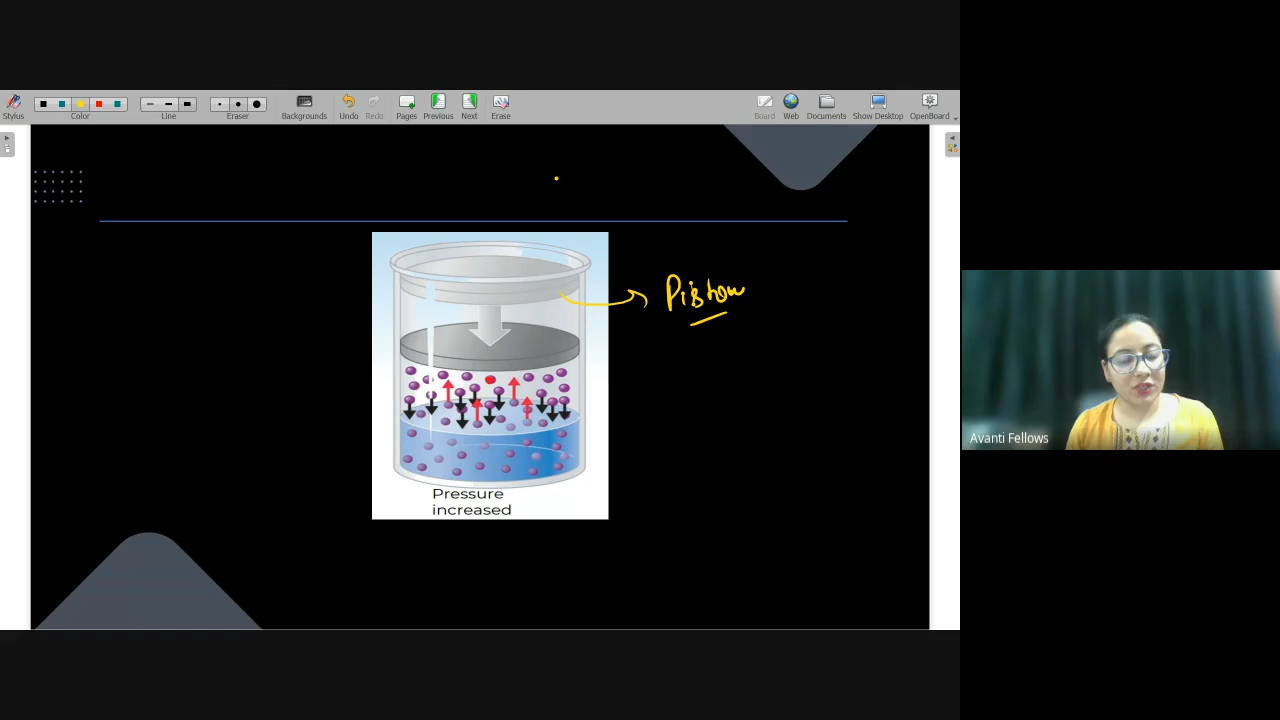 Stylus
Color
Line
Eraser
Backgrounds
Undo
Redo
Pages
Previous
Next
Erase
Board
Web
Documents
Show Desktop
OpenBoard
Piston
Pressure
increased
Avanti Fellows